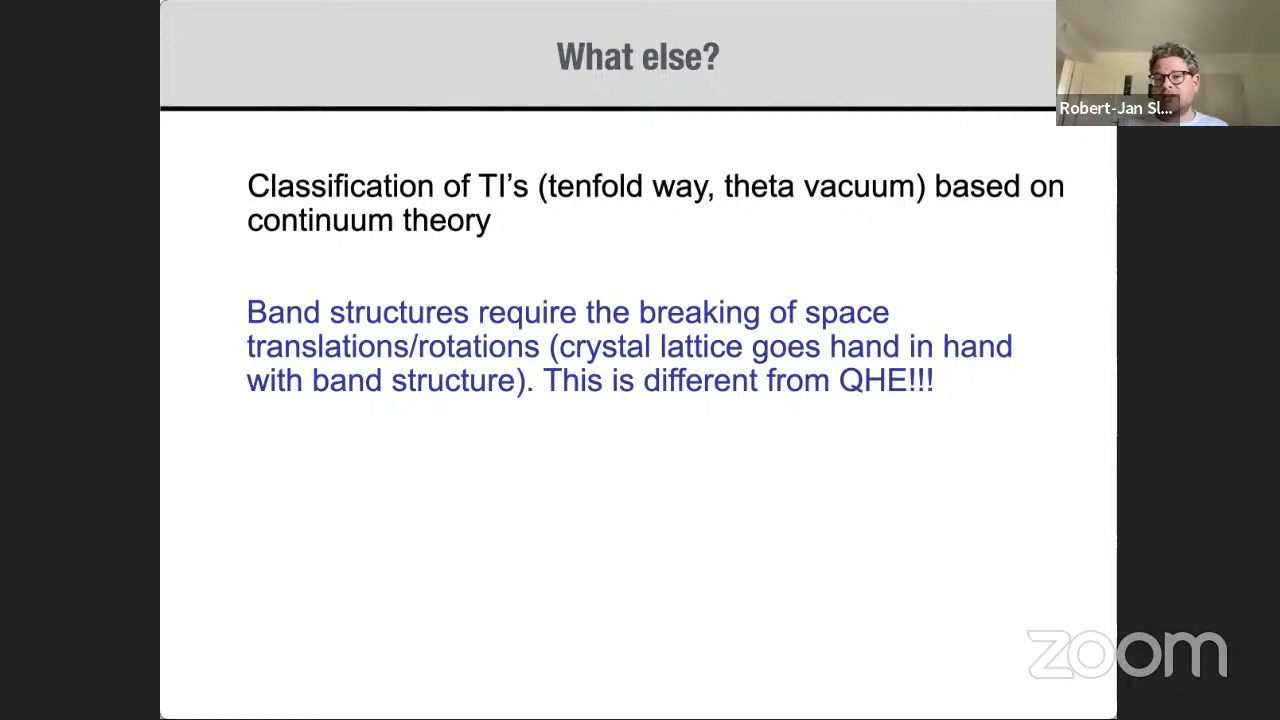 What else?
Robert-Jan Sl...
Classification of TI’s (tenfold way, theta vacuum) based on
continuum theory
Band structures require the breaking of space
translations/rotations (crystal lattice goes hand in hand
with band structure). This is different from QHE!!!
zoom